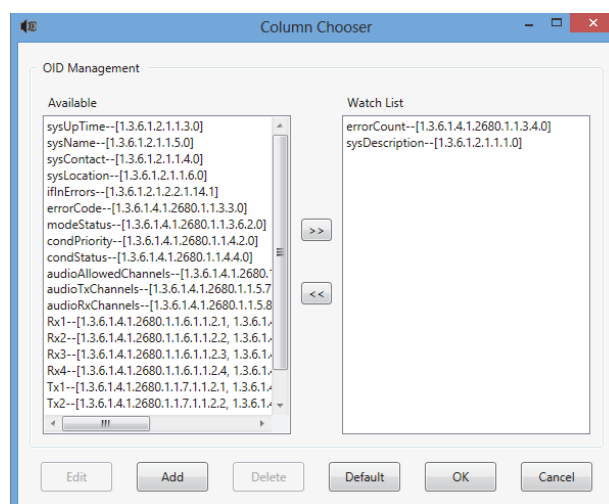 Column Chooser
OID Management
Available
Watch List
sysUpTime--[1.3.6.1.2.1.1.3.0]
sysName--[1.3.6.1.2.1.1.5.0]
sysContact--[1.3.6.1.2.1.1.4.0]
sysLocation--[1.3.6.1.2.1.1.6.0]
ifInErrors--[1.3.6.1.2.1.2.2.1.14.1]
errorCode--[1.3.6.1.4.1.2680.1.1.3.3.0]
modeStatus--[1.3.6.1.4.1.2680.1.1.3.6.2.0]
condPriority--[1.3.6.1.4.1.2680.1.1.4.2.0]
condStatus--[1.3.6.1.4.1.2680.1.1.4.4.0]
audioAllowedChannels--[1.3.6.1.4.1.2680.
audioTxChannels--[1.3.6.1.4.1.2680.1.1.5.7
audioRxChannels--[1.3.6.1.4.1.2680.1.1.5.8
Rx1--[1.3.6.1.4.1.2680.1.1.6.1.1.2.1, 1.3.6.1.4
Rx2--[1.3.6.1.4.1.2680.1.1.6.1.1.2.2, 1.3.6.1.4
Rx3--[1.3.6.1.4.1.2680.1.1.6.1.1.2.3, 1.3.6.1.4
Rx4--[1.3.6.1.4.1.2680.1.1.6.1.1.2.4, 1.3.6.1.4
Tx1--[1.3.6.1.4.1.2680.1.1.7.1.1.2.1, 1.3.6.1.4
Tx2--[1.3.6.1.4.1.2680.1.1.7.1.1.2.2, 1.3.6.1.4
>>
<<
errorCount--[1.3.6.1.4.1.2680.1.1.3.4.0]
sysDescription--[1.3.6.1.2.1.1.1.0]
Edit
Add
Delete
Default
OK
Cancel